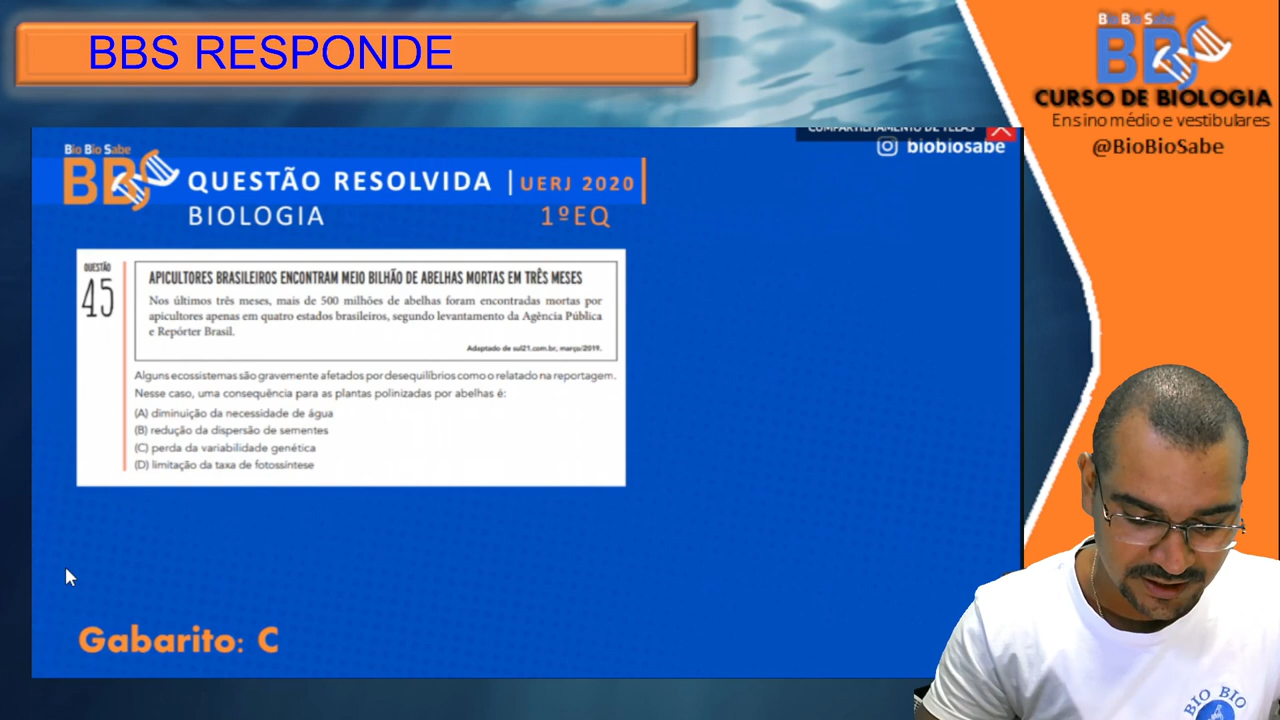 BBS RESPONDE
Bio Bio Sabe
BBS
CURSO DE BIOLOGIA
Ensino médio e vestibulares
@BioBioSabe
COMPARTILHAMENTO DE TELAS
biobiosabe
Bio Bio Sabe
BBS
QUESTÃO RESOLVIDA | UERJ 2020
BIOLOGIA 1ºEQ
QUESTÃO
45
APICULTORES BRASILEIROS ENCONTRAM MEIO BILHÃO DE ABELHAS MORTAS EM TRÊS MESES
Nos últimos três meses, mais de 500 milhões de abelhas foram encontradas mortas por
apicultores apenas em quatro estados brasileiros, segundo levantamento da Agência Pública
e Repórter Brasil.
Adaptado de sul21.com.br, março/2019.
Alguns ecossistemas são gravemente afetados por desequilíbrios como o relatado na reportagem.
Nesse caso, uma consequência para as plantas polinizadas por abelhas é:
(A) diminuição da necessidade de água
(B) redução da dispersão de sementes
(C) perda da variabilidade genética
(D) limitação da taxa de fotossíntese
Gabarito: C
BIO BIO